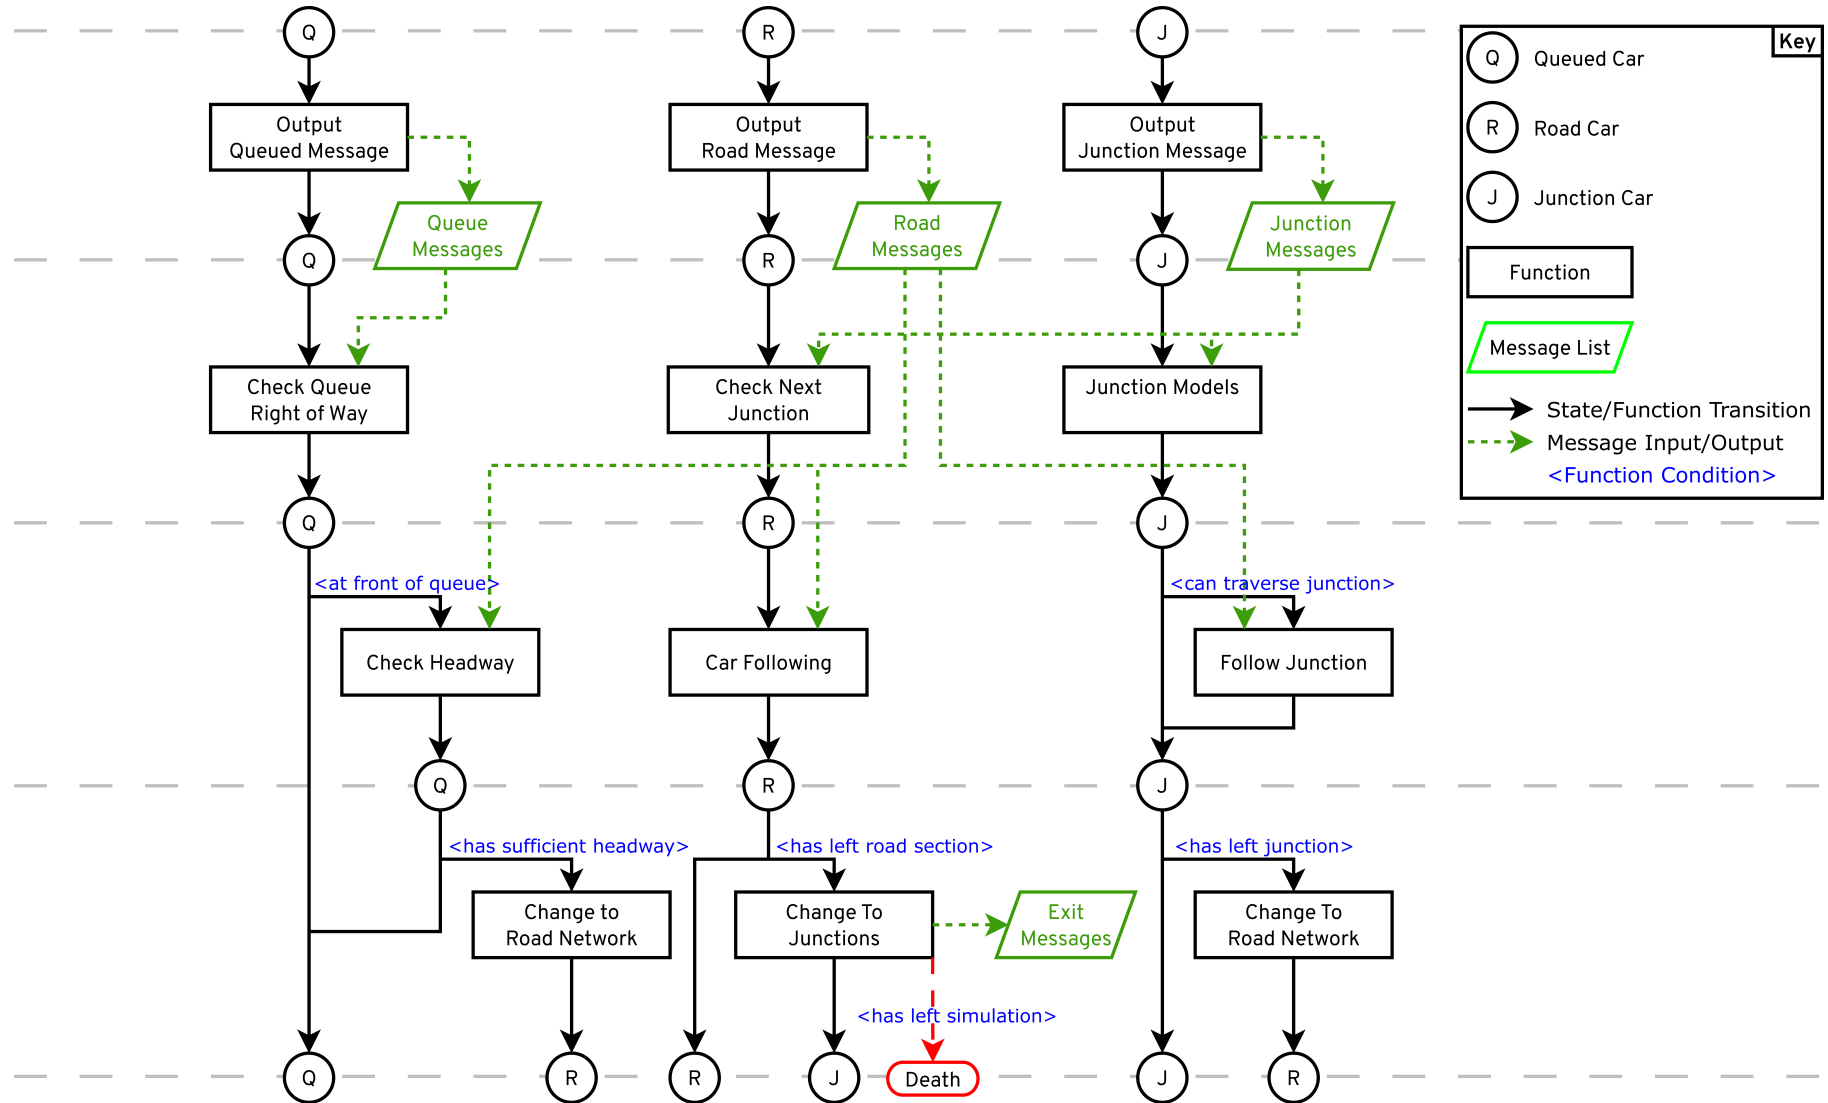 Q
R
J
Key
Q
Queued Car
Output
Queued Message
Output
Road Message
Output
Junction Message
R
Road Car
J
Junction Car
Queue
Messages
Road
Messages
Junction
Messages
Q
R
J
Function
Message List
Check Queue
Right of Way
Check Next
Junction
Junction Models
State/Function Transition
Message Input/Output
<Function Condition>
Q
R
J
<at front of queue>
<can traverse junction>
Check Headway
Car Following
Follow Junction
Q
R
J
<has sufficient headway>
<has left road section>
<has left junction>
Change to
Road Network
Change To
Junctions
Exit
Messages
Change To
Road Network
<has left simulation>
Q
R
R
J
Death
J
R